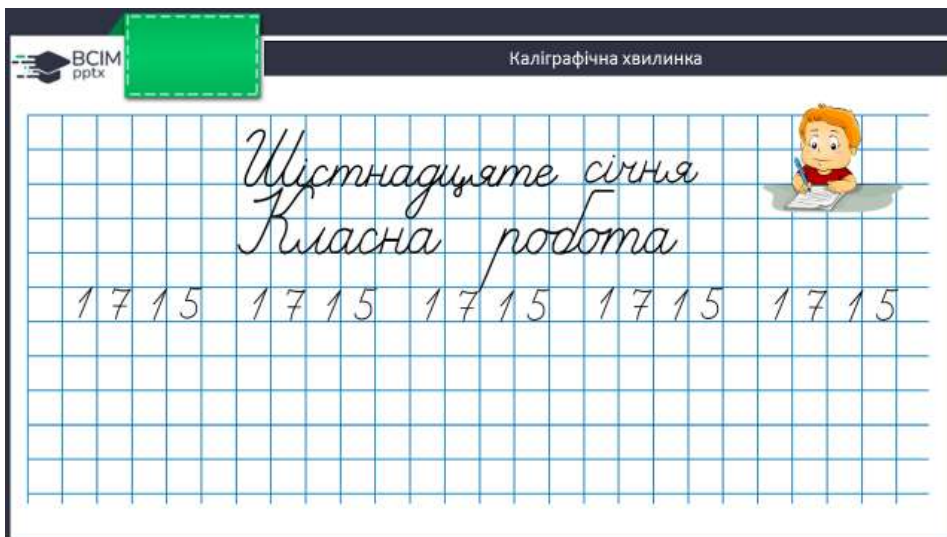 ВСІМ
pptx
Каліграфічна хвилинка
Шістнадцяте січня
Класна робота
1 7 1 5 1 7 1 5 1 7 1 5 1 7 1 5 1 7 1 5